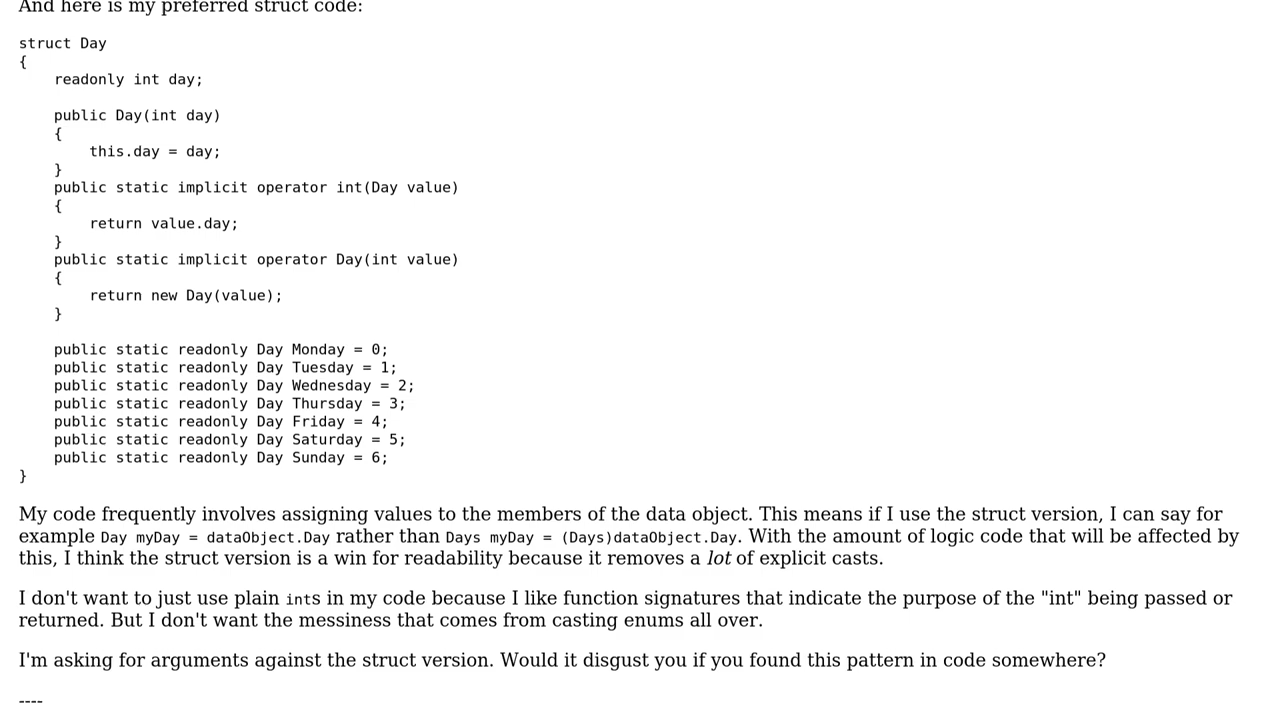 And here is my preferred struct code:
struct Day
{
    readonly int day;

    public Day(int day)
    {
        this.day = day;
    }
    public static implicit operator int(Day value)
    {
        return value.day;
    }
    public static implicit operator Day(int value)
    {
        return new Day(value);
    }

    public static readonly Day Monday = 0;
    public static readonly Day Tuesday = 1;
    public static readonly Day Wednesday = 2;
    public static readonly Day Thursday = 3;
    public static readonly Day Friday = 4;
    public static readonly Day Saturday = 5;
    public static readonly Day Sunday = 6;
}
My code frequently involves assigning values to the members of the data object. This means if I use the struct version, I can say for
example Day myDay = dataObject.Day rather than Days myDay = (Days)dataObject.Day. With the amount of logic code that will be affected by
this, I think the struct version is a win for readability because it removes a lot of explicit casts.
I don't want to just use plain ints in my code because I like function signatures that indicate the purpose of the "int" being passed or
returned. But I don't want the messiness that comes from casting enums all over.
I'm asking for arguments against the struct version. Would it disgust you if you found this pattern in code somewhere?
----